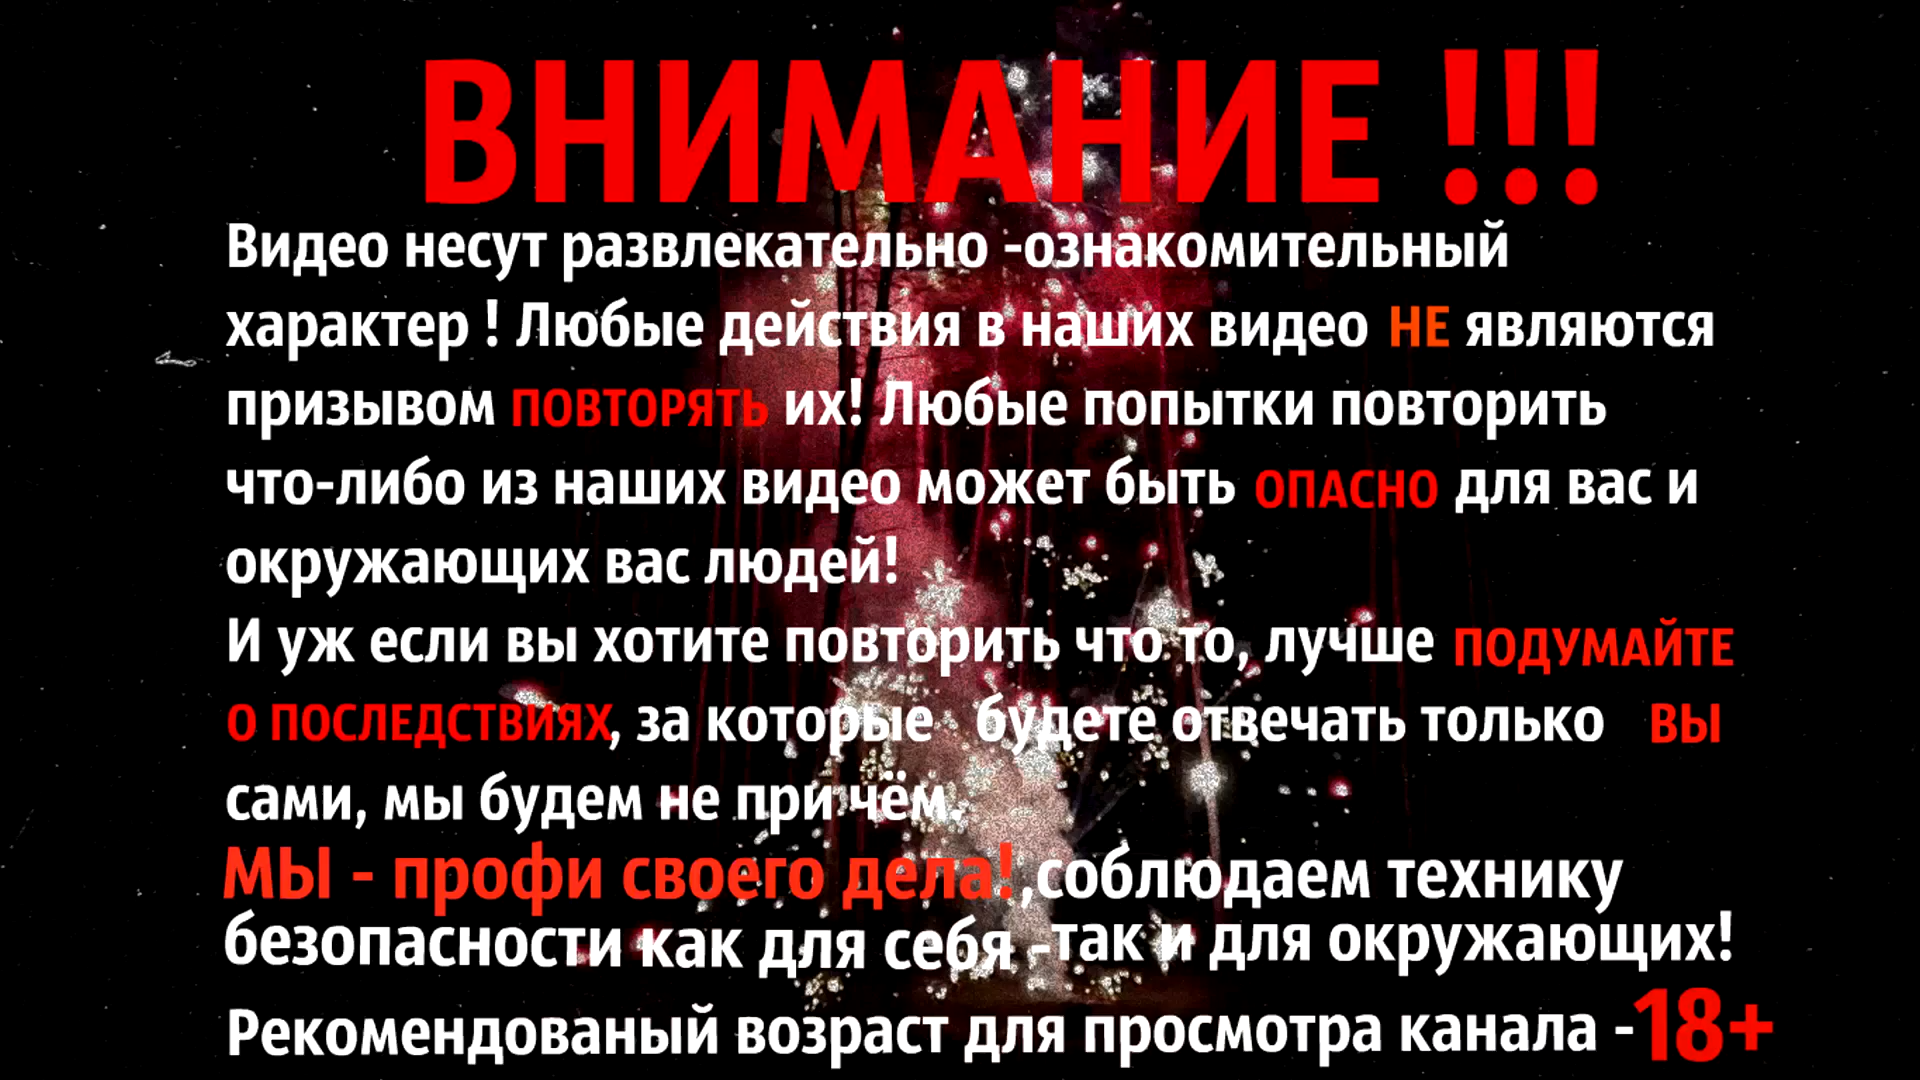 ВНИМАНИЕ !!!
Видео несут развлекательно -ознакомительный
характер ! Любые действия в наших видео НЕ являются
призывом ПОВТОРЯТЬ их! Любые попытки повторить
что-либо из наших видео может быть ОПАСНО для вас и
окружающих вас людей!
И уж если вы хотите повторить что то, лучше ПОДУМАЙТЕ
О ПОСЛЕДСТВИЯХ, за которые будете отвечать только ВЫ
сами, мы будем не при чём.
МЫ - профи своего дела!,соблюдаем технику
безопасности как для себя -так и для окружающих!
Рекомендованый возраст для просмотра канала -18+